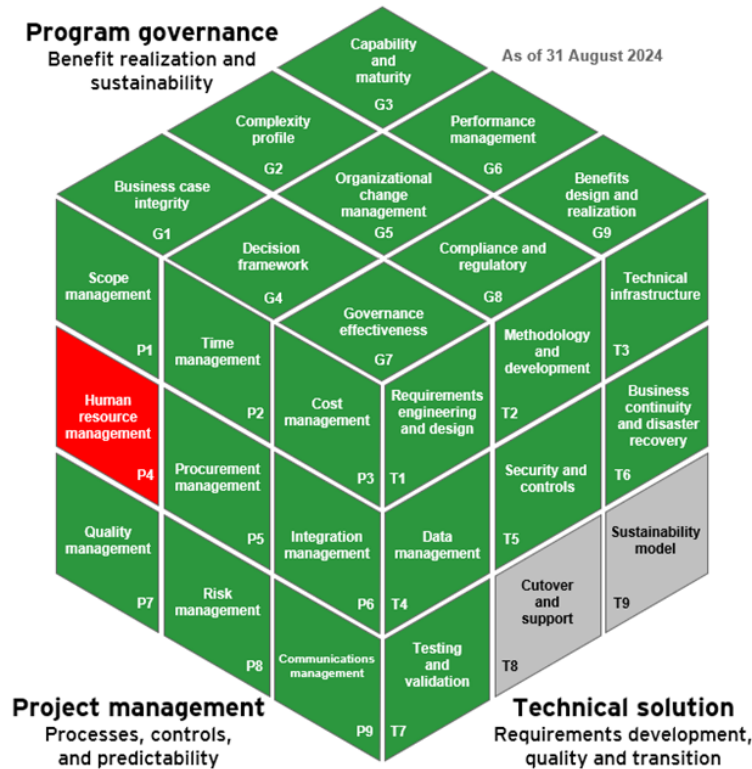 Program governance
Benefit realization and
sustainability
As of 31 August 2024
Capability
and
maturity
G3
Complexity
profile
G2
Performance
management
G6
Business case
integrity
G1
Organizational
change
management
G5
Benefits
design and
realization
G9
Decision
framework
G4
Compliance and
regulatory
G8
Governance
effectiveness
G7
Scope
management
P1
Time
management
P2
Cost
management
P3
Human
resource
management
P4
Procurement
management
P5
Integration
management
P6
Quality
management
P7
Risk
management
P8
Communications
management
P9
Requirements
engineering
and design
T1
Methodology
and
development
T2
Technical
infrastructure
T3
Data
management
T4
Security and
controls
T5
Business
continuity
and disaster
recovery
T6
Testing
and
validation
T7
Cutover
and
support
T8
Sustainability
model
T9
Project management
Processes, controls,
and predictability
Technical solution
Requirements development,
quality and transition